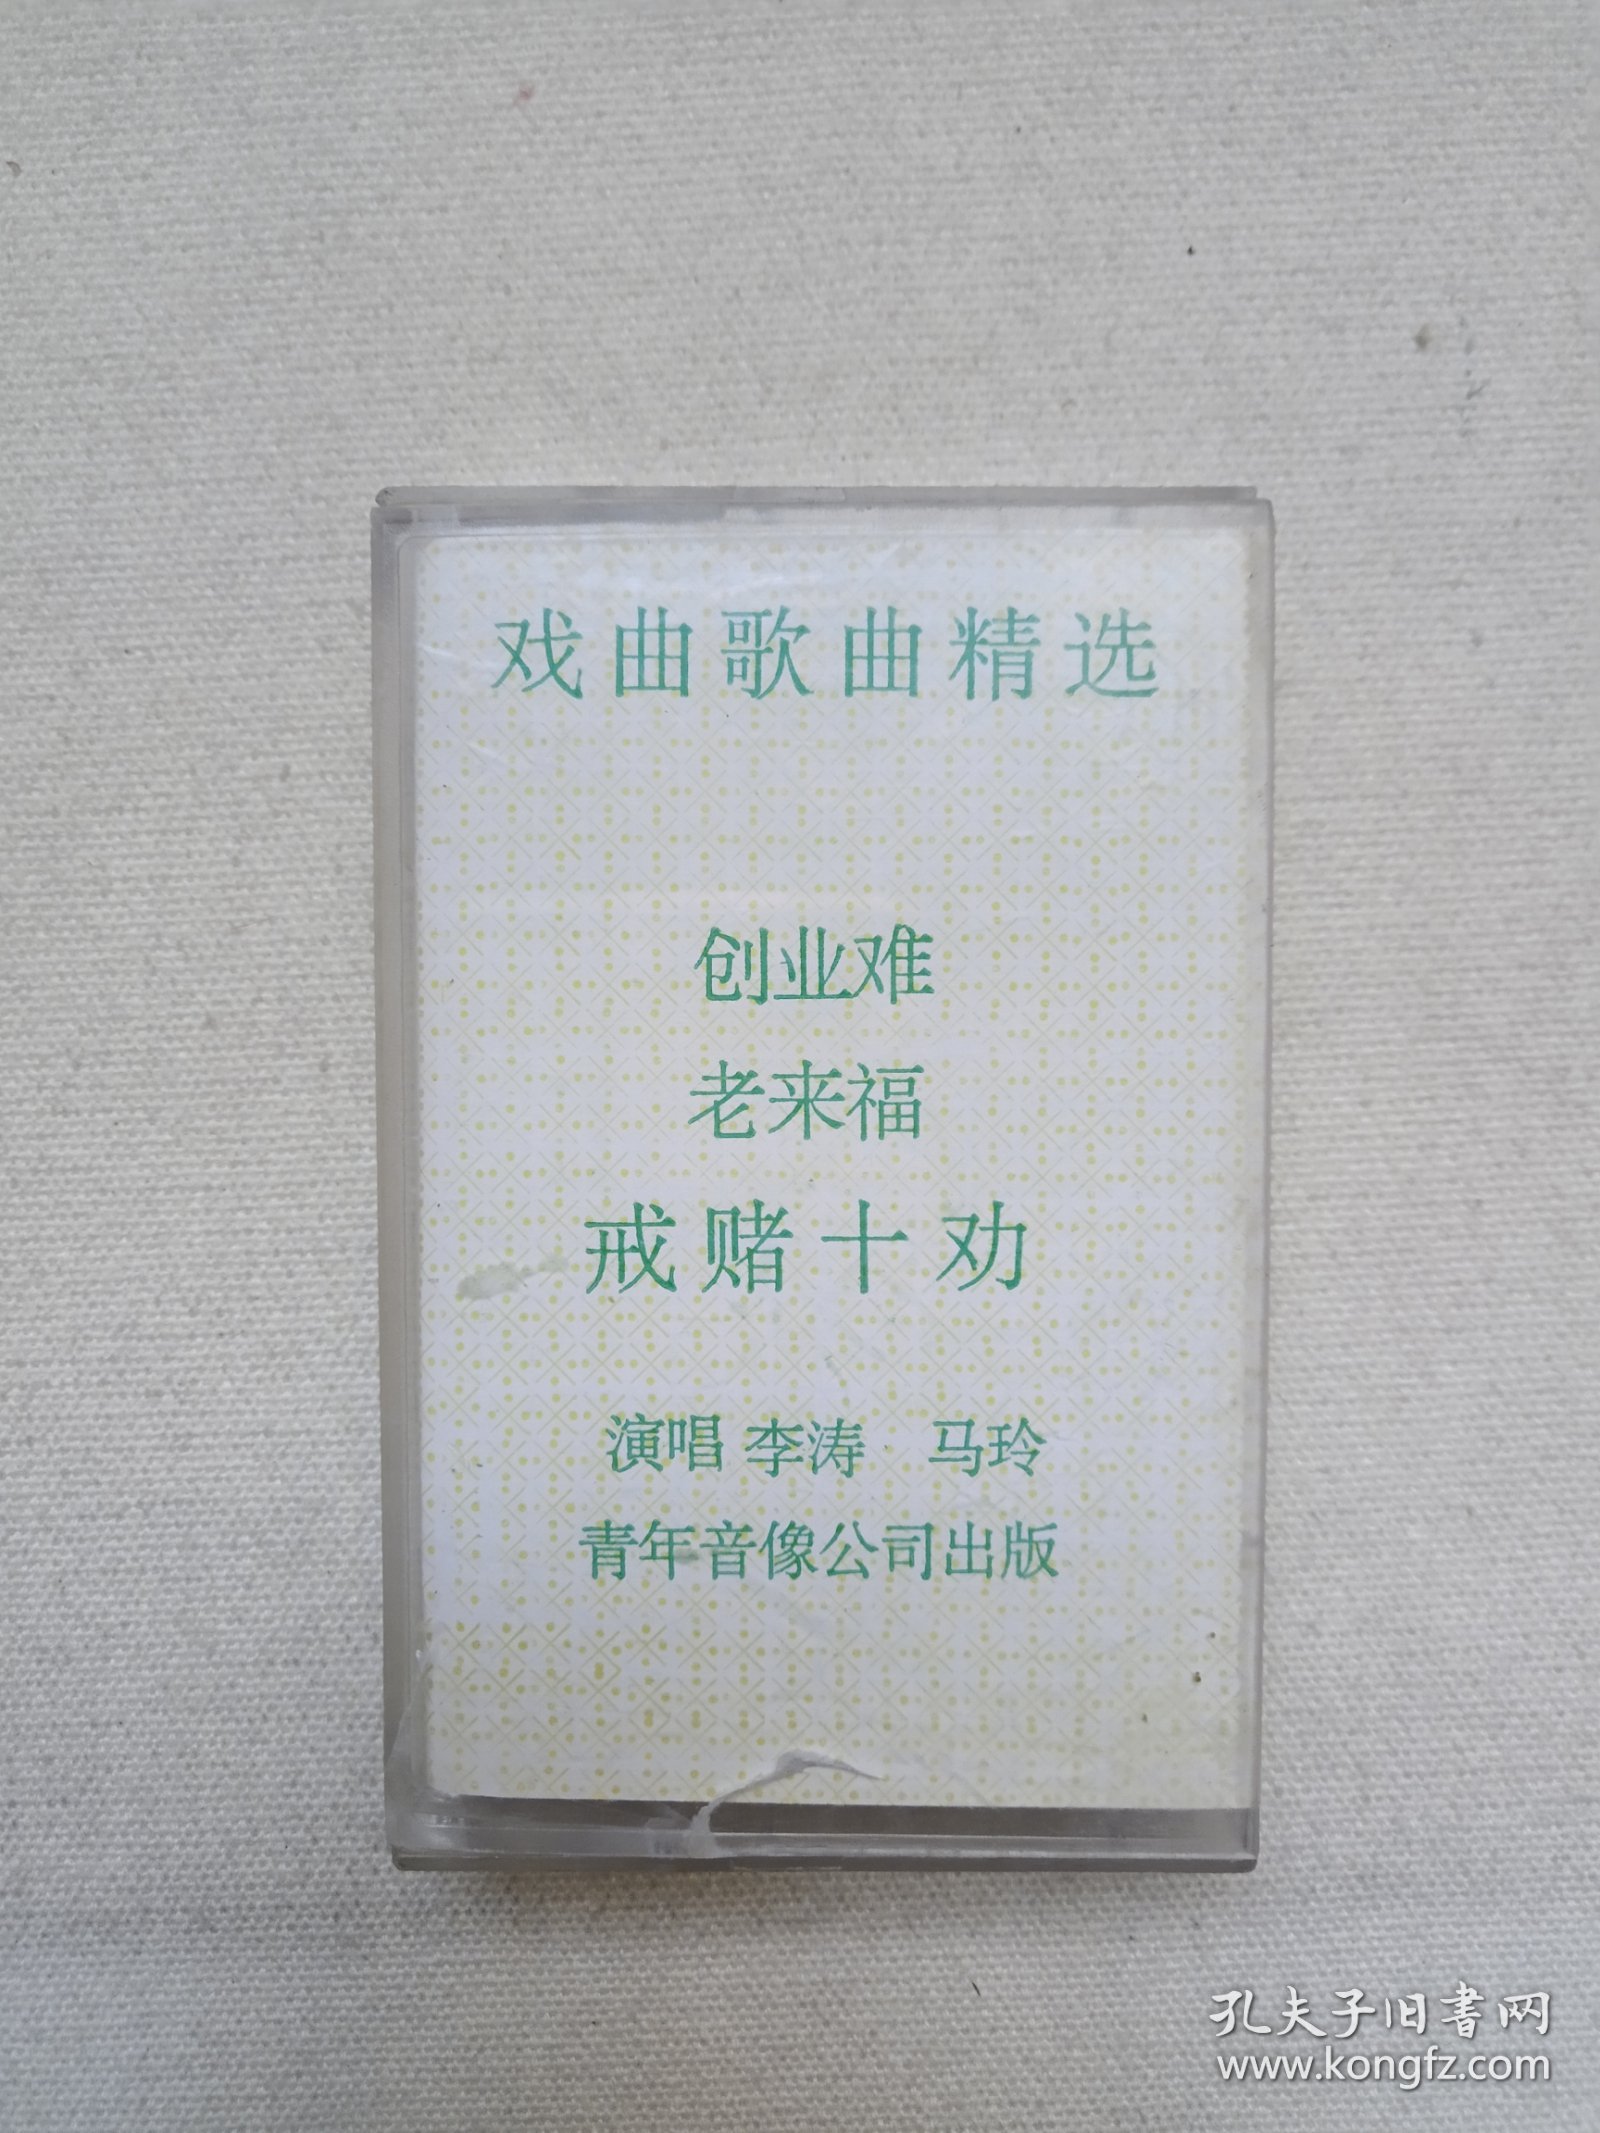 戏曲歌曲精选
创业难
老来福
戒赌十劝
演唱 李涛 马玲
青年音像公司出版
孔夫子旧书网
www.kongfz.com